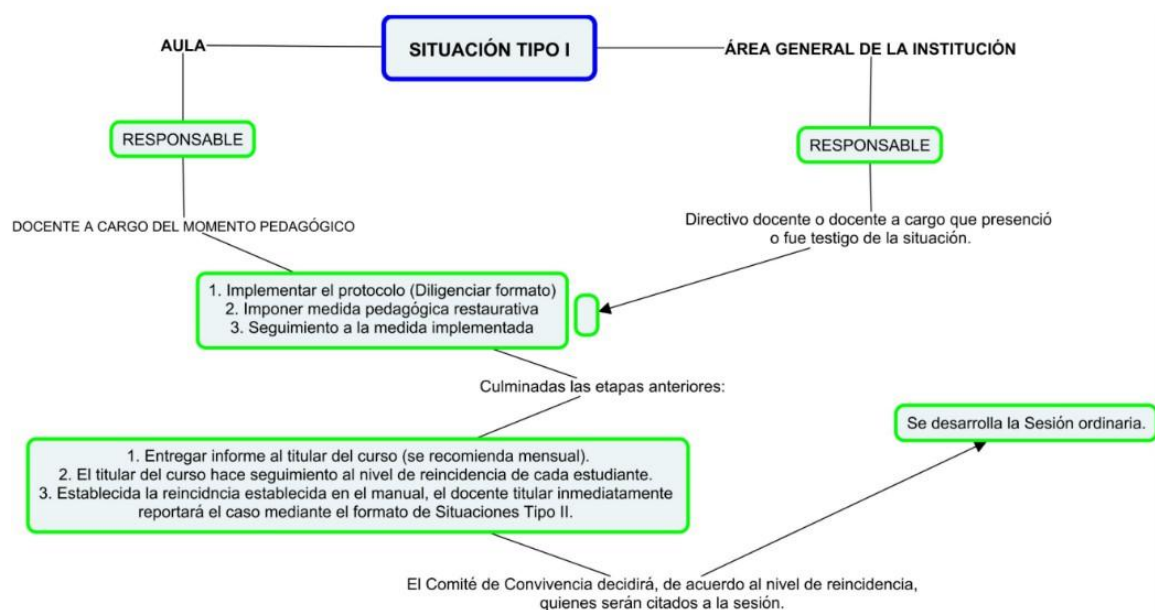 SITUACIÓN TIPO I
AULA
ÁREA GENERAL DE LA INSTITUCIÓN
RESPONSABLE
RESPONSABLE
DOCENTE A CARGO DEL MOMENTO PEDAGÓGICO
Directivo docente o docente a cargo que presenció
o fue testigo de la situación.
1. Implementar el protocolo (Diligenciar formato)
2. Imponer medida pedagógica restaurativa
3. Seguimiento a la medida implementada
Culminadas las etapas anteriores:
Se desarrolla la Sesión ordinaria.
1. Entregar informe al titular del curso (se recomienda mensual).
2. El titular del curso hace seguimiento al nivel de reincidencia de cada estudiante.
3. Establecida la reincidncia establecida en el manual, el docente titular inmediatamente
reportará el caso mediante el formato de Situaciones Tipo II.
El Comité de Convivencia decidirá, de acuerdo al nivel de reincidencia,
quienes serán citados a la sesión.